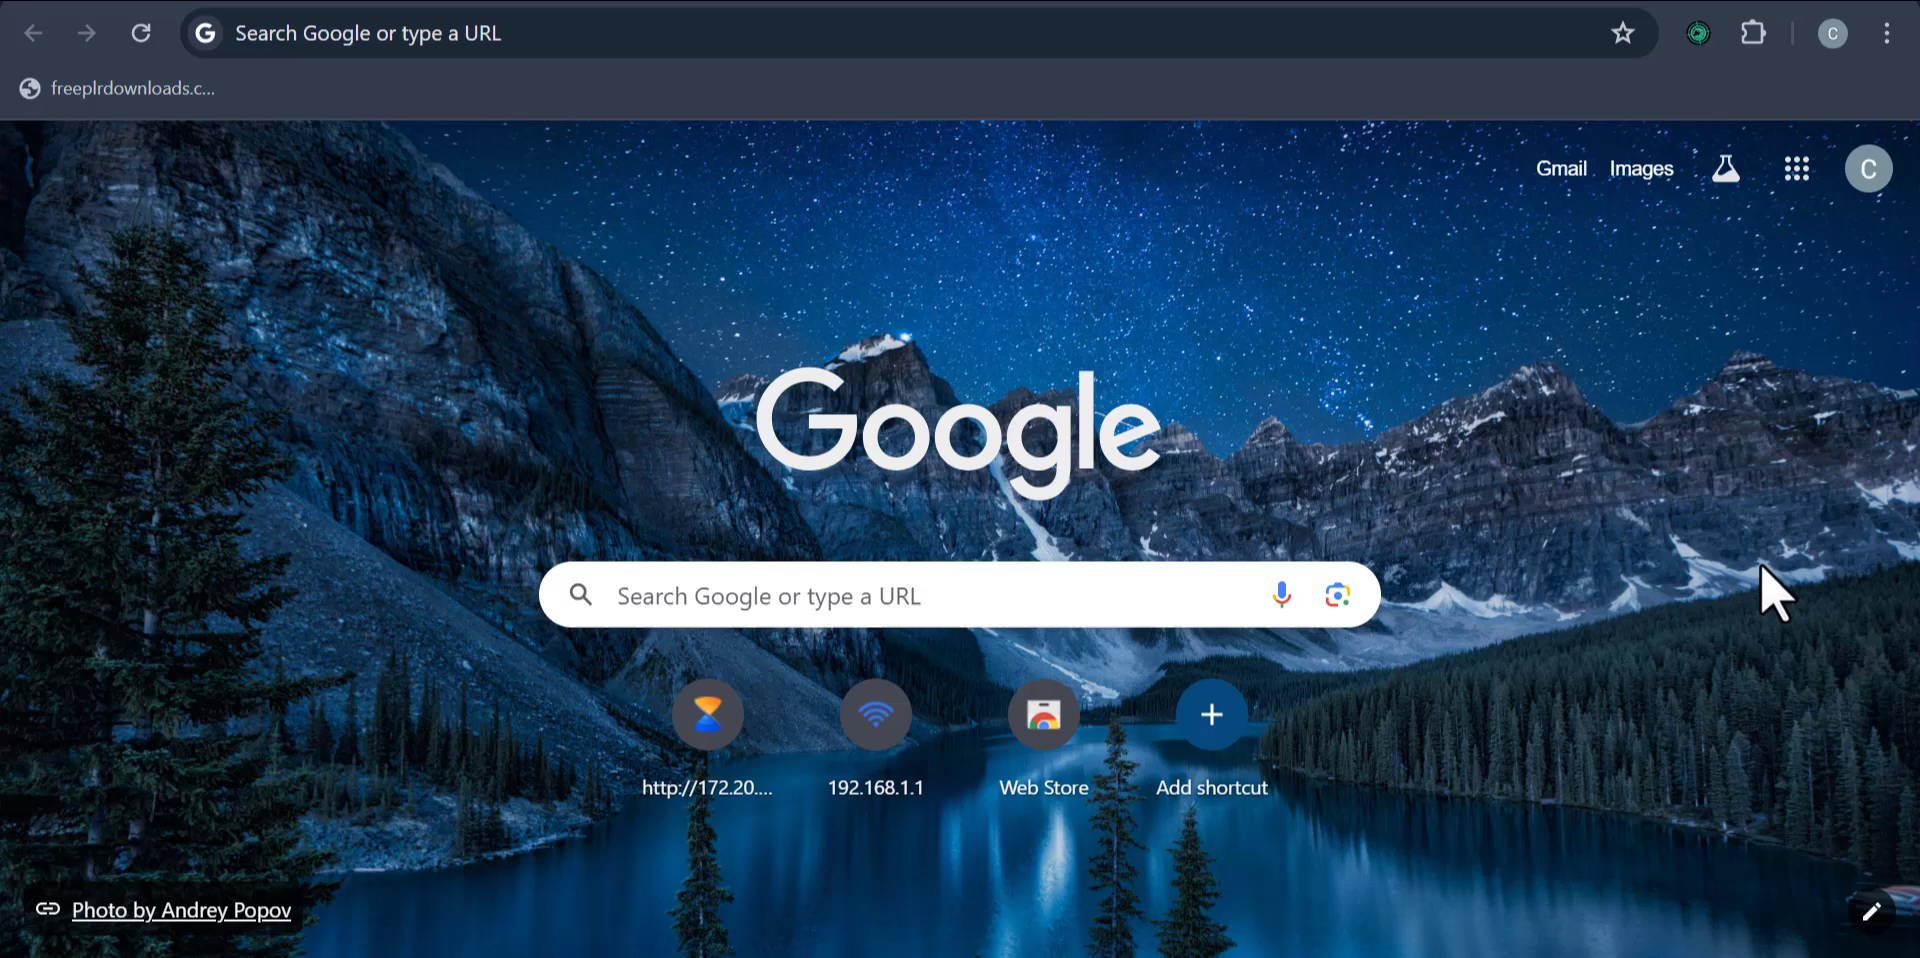 Search Google or type a URL
C
freeplrdownloads.c...
Gmail Images
C
Google
Search Google or type a URL
http://172.20.... 192.168.1.1 Web Store Add shortcut
Photo by Andrey Popov